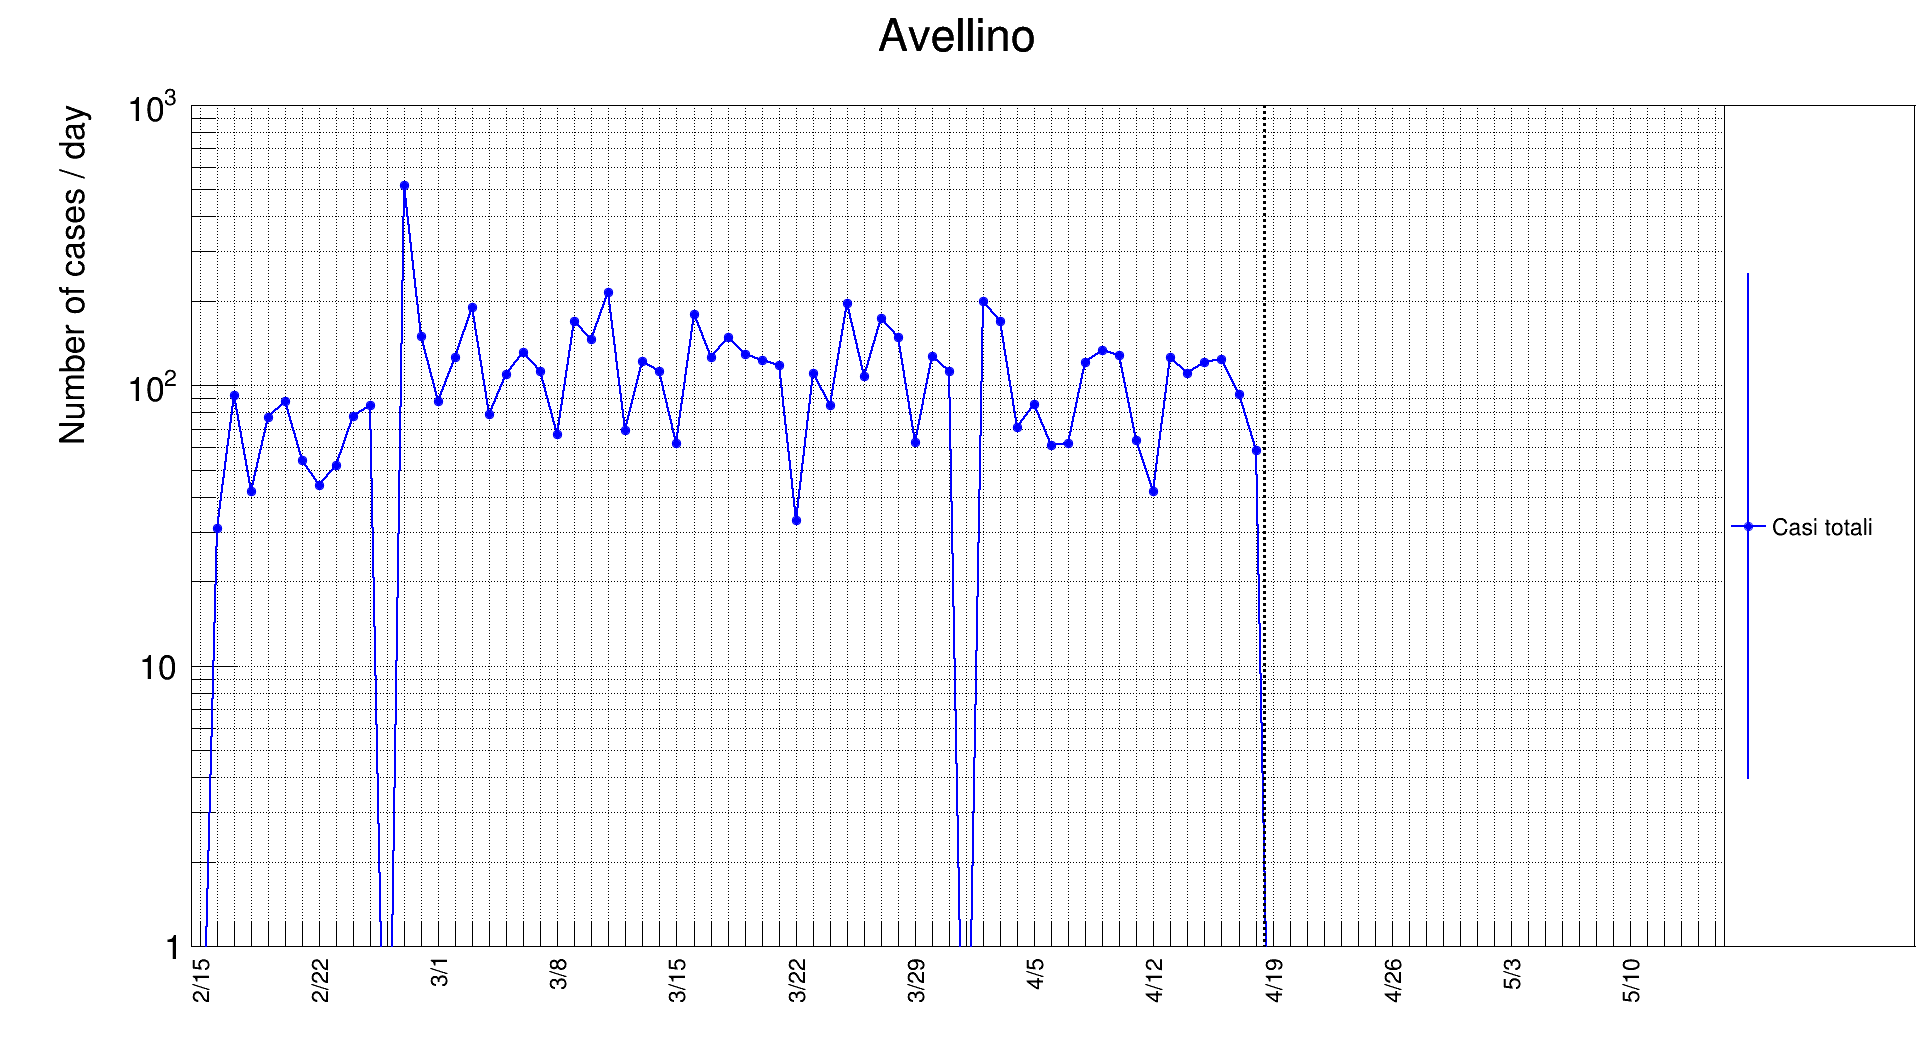 Avellino
Number of cases / day
10³
10²
10
1
2/15 2/22 3/1 3/8 3/15 3/22 3/29 4/5 4/12 4/19 4/26 5/3 5/10
Casi totali